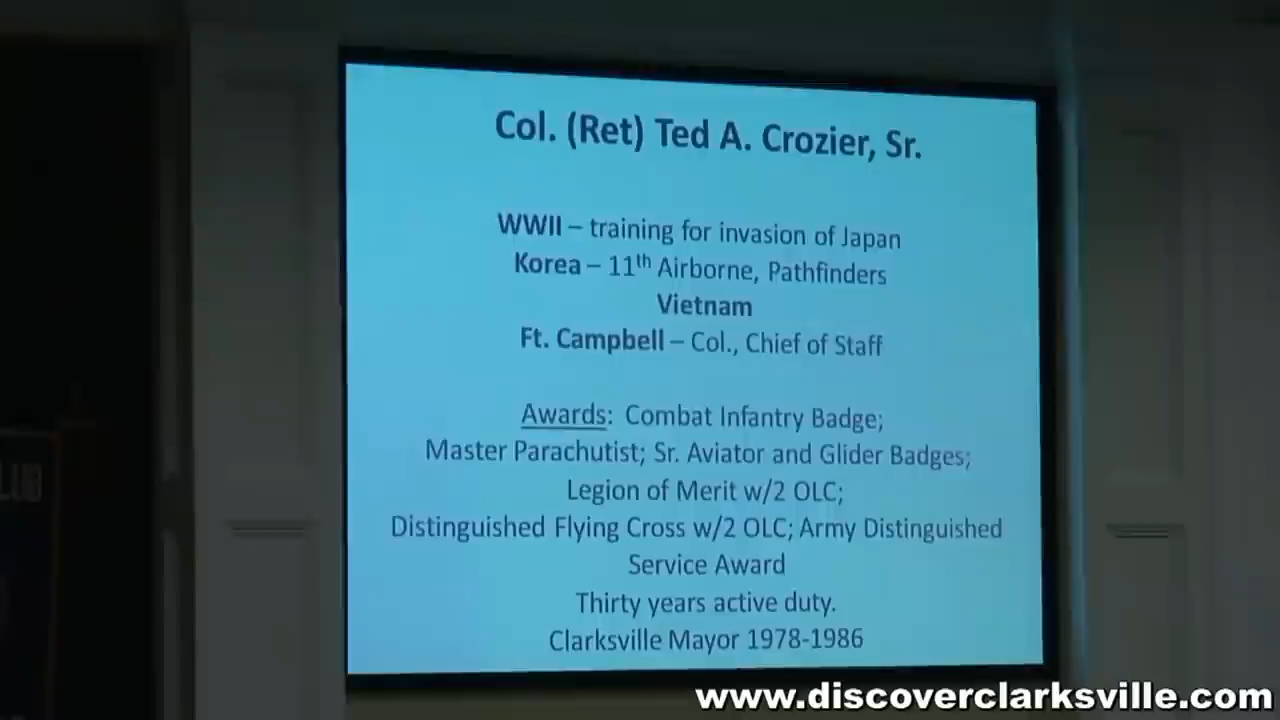 Col. (Ret) Ted A. Crozier, Sr.
WWII – training for invasion of Japan
Korea – 11th Airborne, Pathfinders
Vietnam
Ft. Campbell – Col., Chief of Staff
Awards: Combat Infantry Badge;
Master Parachutist; Sr. Aviator and Glider Badges;
Legion of Merit w/2 OLC;
Distinguished Flying Cross w/2 OLC; Army Distinguished
Service Award
Thirty years active duty.
Clarksville Mayor 1978-1986
www.discoverclarksville.com